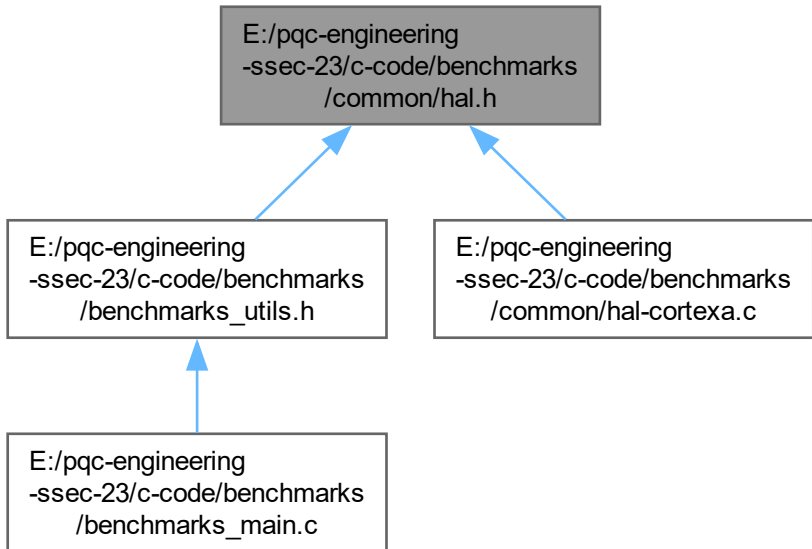 E:/pqc-engineering
-ssec-23/c-code/benchmarks
/common/hal.h
E:/pqc-engineering
-ssec-23/c-code/benchmarks
/benchmarks_utils.h
E:/pqc-engineering
-ssec-23/c-code/benchmarks
/common/hal-cortexa.c
E:/pqc-engineering
-ssec-23/c-code/benchmarks
/benchmarks_main.c